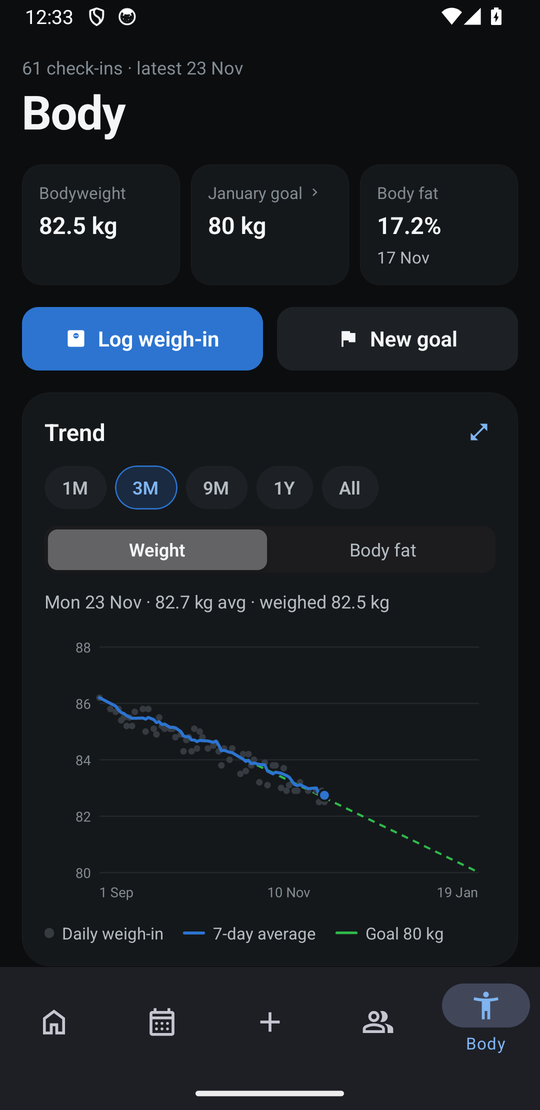 12:33
61 check-ins · latest 23 Nov
Body
Bodyweight
82.5 kg
January goal
80 kg
Body fat
17.2%
17 Nov
Log weigh-in
New goal
Trend
1M
3M
9M
1Y
All
Weight
Body fat
Mon 23 Nov · 82.7 kg avg · weighed 82.5 kg
88
86
84
82
80
1 Sep
10 Nov
19 Jan
Daily weigh-in
7-day average
Goal 80 kg
Body